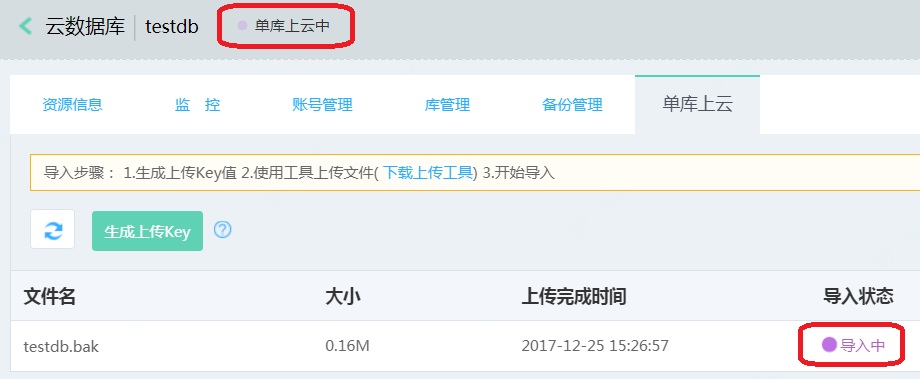 云数据库 testdb 单库上云中
资源信息 监 控 账号管理 库管理 备份管理 单库上云
导入步骤： 1.生成上传Key值 2.使用工具上传文件( 下载上传工具) 3.开始导入
生成上传Key ?
文件名 大小 上传完成时间 导入状态
testdb.bak 0.16M 2017-12-25 15:26:57 导入中